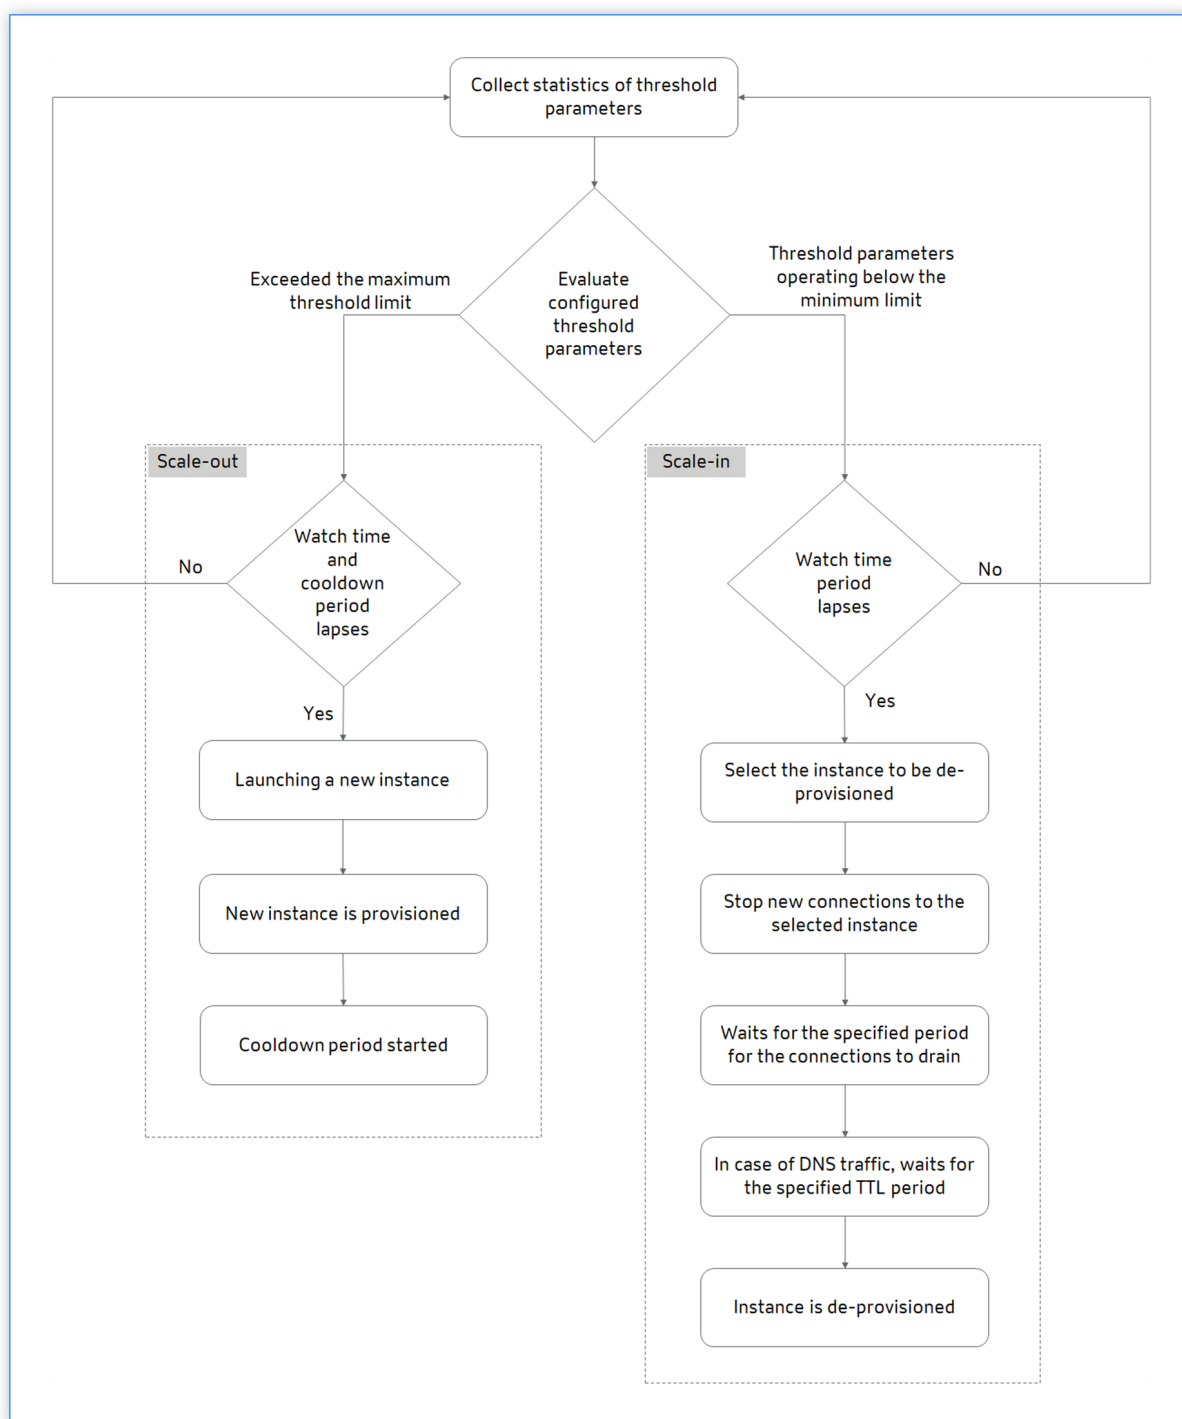 Collect statistics of threshold
parameters
Exceeded the maximum
threshold limit
Evaluate
configured
threshold
parameters
Threshold parameters
operating below the
minimum limit
Scale-out
Watch time
and
cooldown
period
lapses
No
Yes
Launching a new instance
New instance is provisioned
Cooldown period started
Scale-in
Watch time
period
lapses
No
Yes
Select the instance to be de-
provisioned
Stop new connections to the
selected instance
Waits for the specified period
for the connections to drain
In case of DNS traffic, waits for
the specified TTL period
Instance is de-provisioned